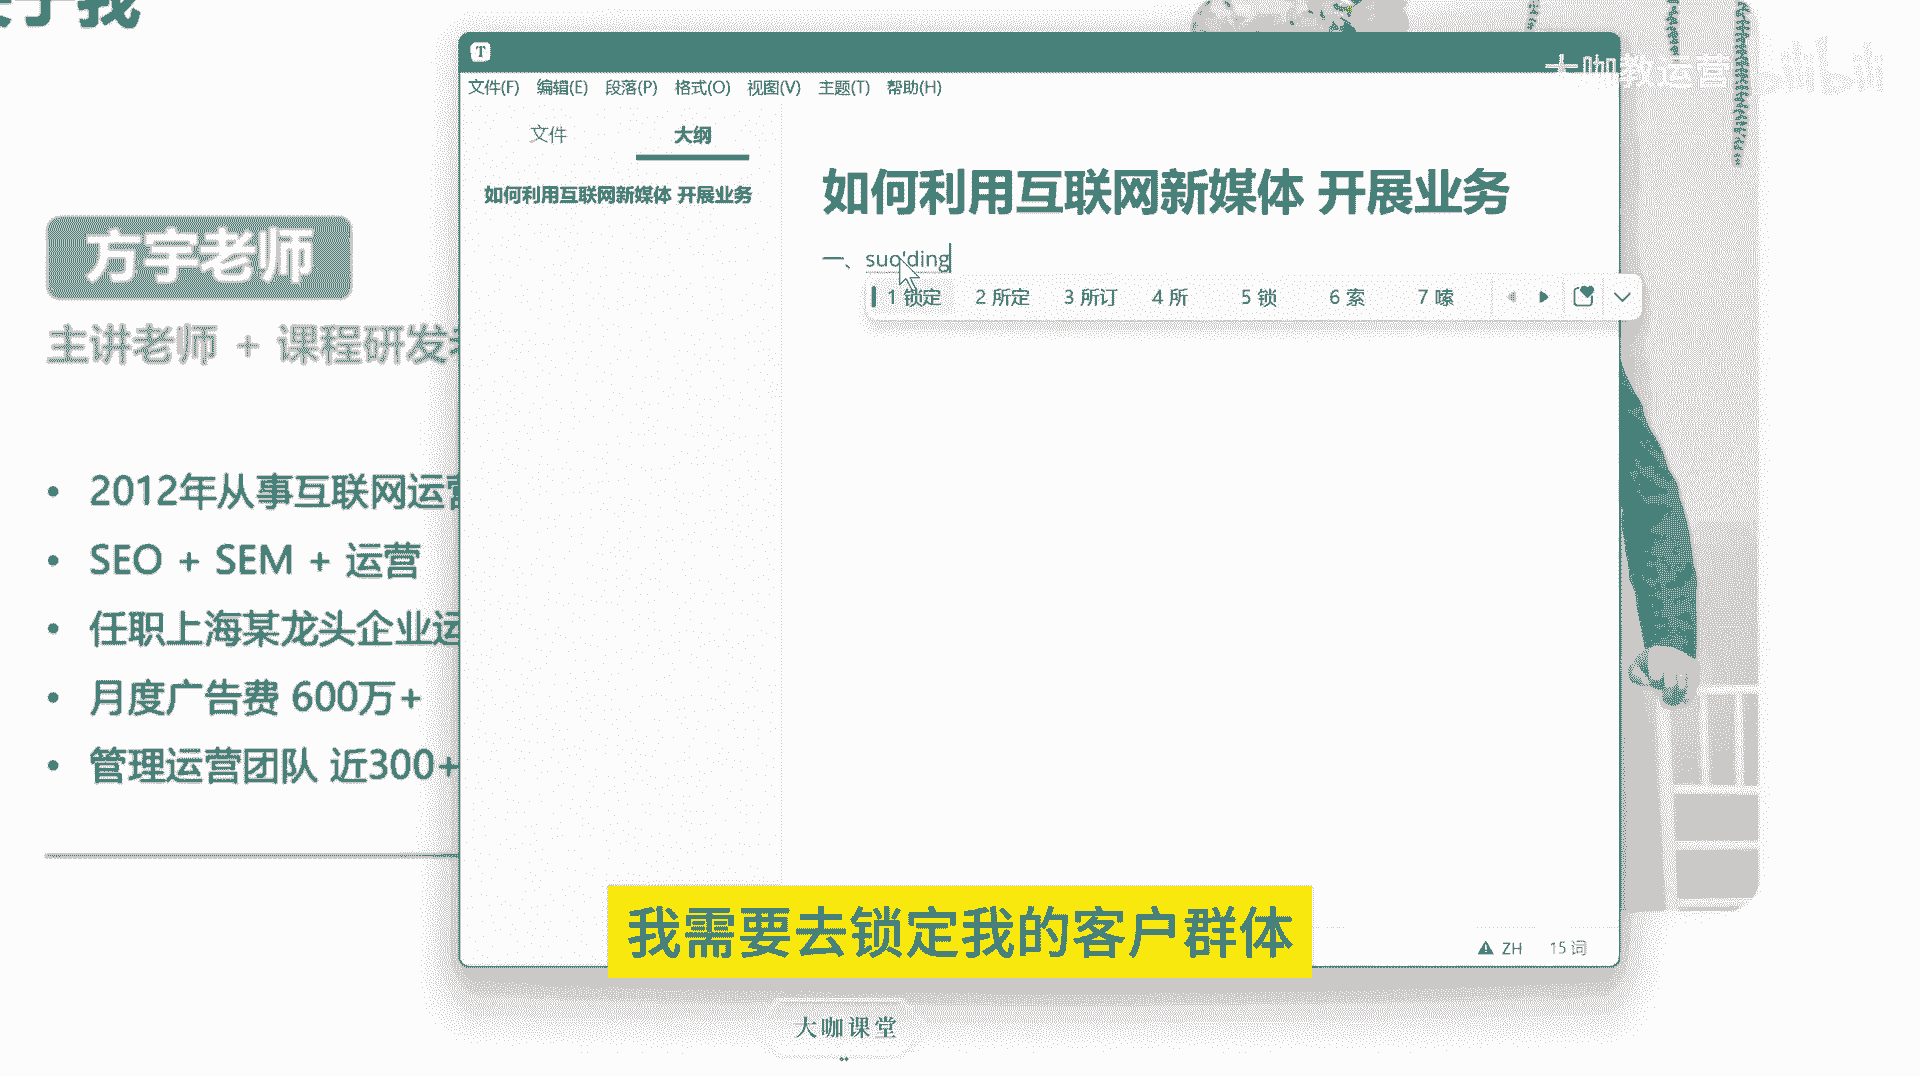 于我
大咖教运营 bilibili
T
文件(F) 编辑(E) 段落(P) 格式(O) 视图(V) 主题(T) 帮助(H)
文件 大纲
如何利用互联网新媒体 开展业务
如何利用互联网新媒体 开展业务
一、suo'ding
1 锁定 2 所定 3 所订 4 所 5 锁 6 索 7 嗦
方宇老师
主讲老师 + 课程研发
• 2012年从事互联网运营
• SEO + SEM + 运营
• 任职上海某龙头企业运
• 月度广告费 600万+
• 管理运营团队 近300+
我需要去锁定我的客户群体
ZH 15 词
大咖课堂